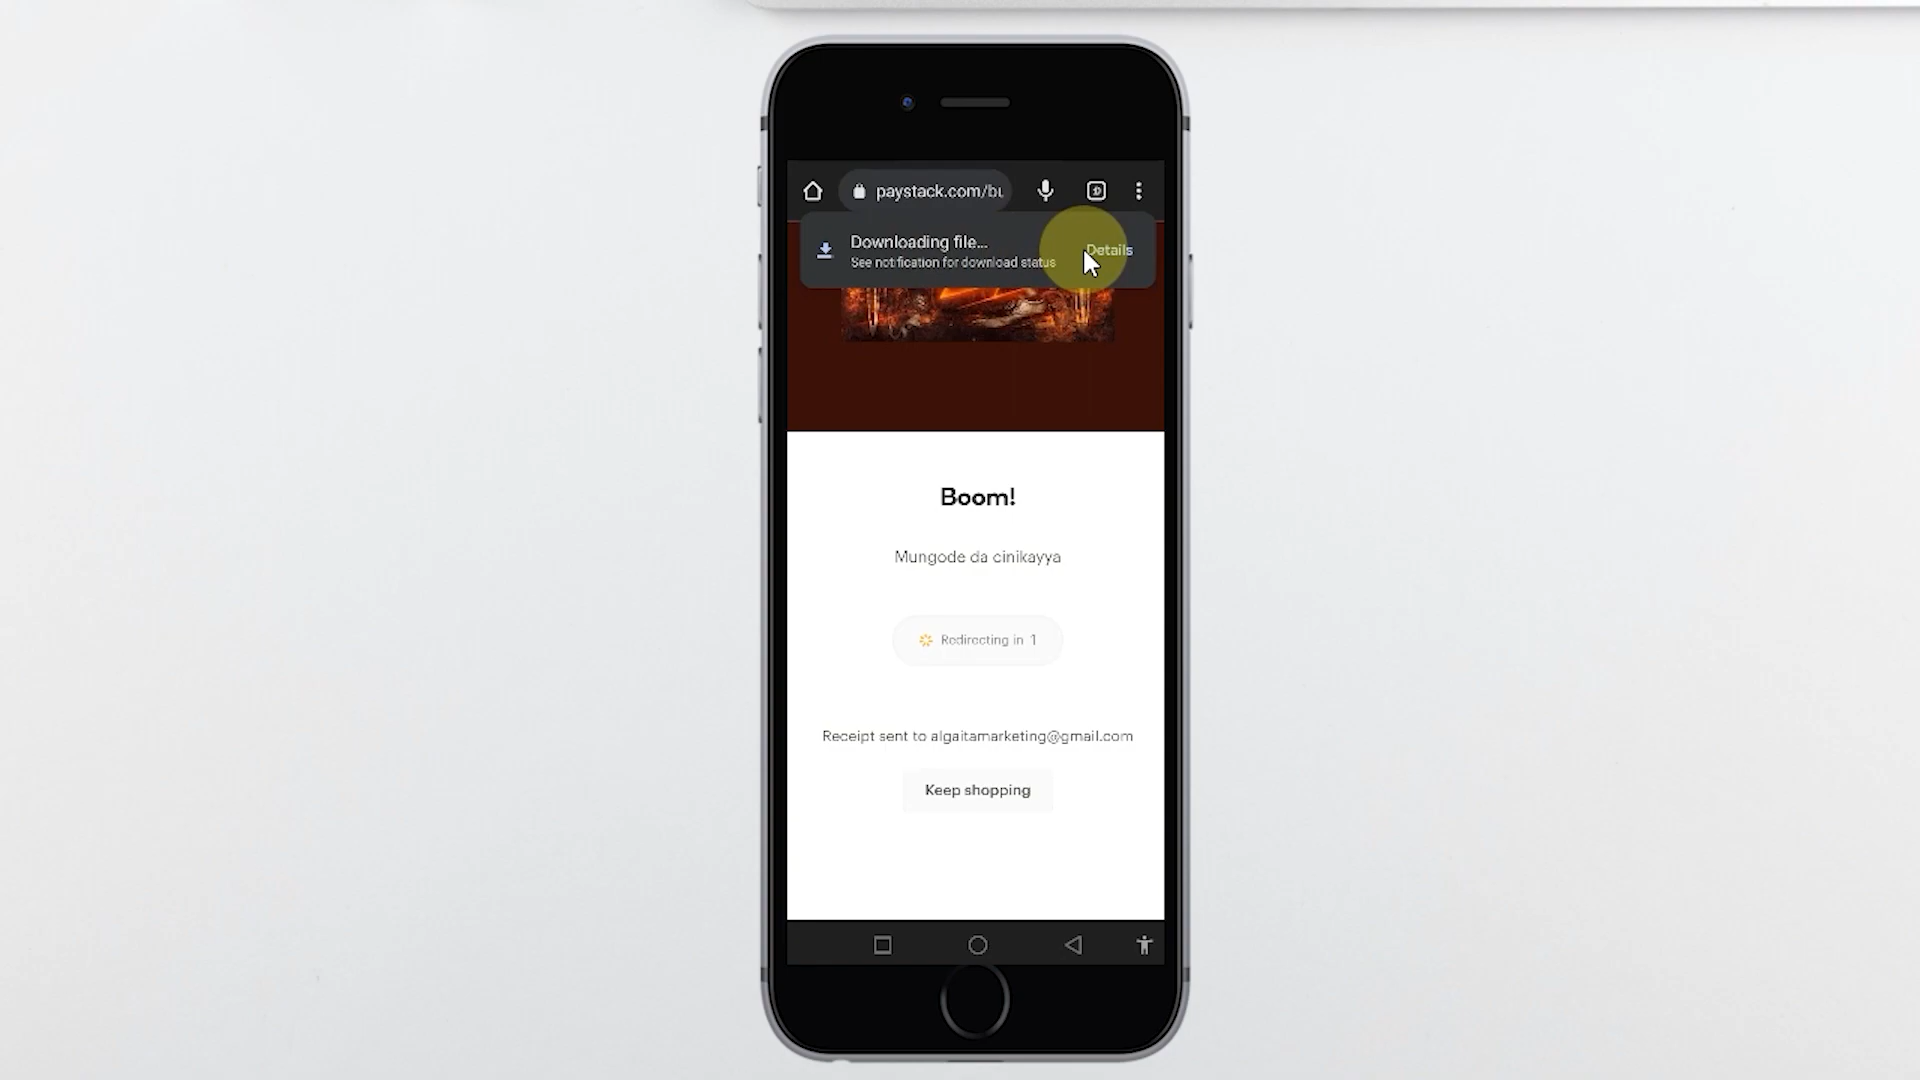 paystack.com/bu
:D
Downloading file...
See notification for download status
Details
Boom!
Mungode da cinikayya
Redirecting in 1
Receipt sent to algaitamarketing@gmail.com
Keep shopping